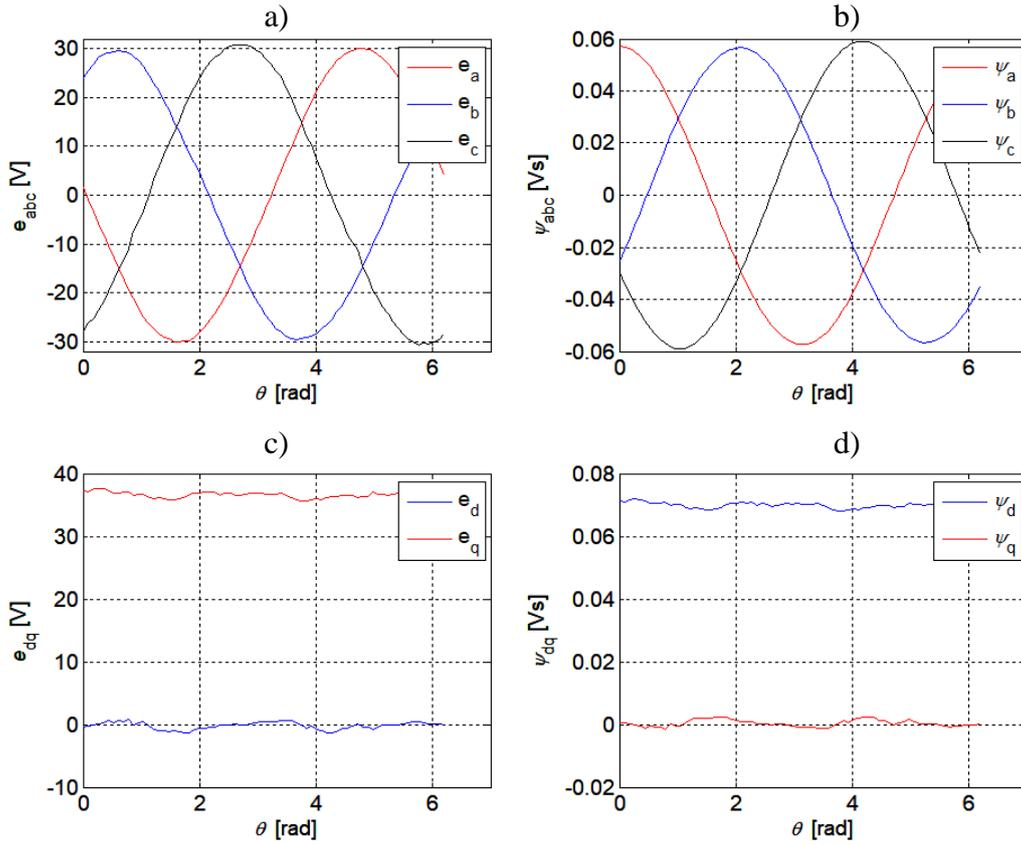 a)
e_abc [V]
30
20
10
0
-10
-20
-30
0 2 4 6
θ [rad]
e_a
e_b
e_c
b)
ψ_abc [Vs]
0.06
0.04
0.02
0
-0.02
-0.04
-0.06
0 2 4 6
θ [rad]
ψ_a
ψ_b
ψ_c
c)
e_dq [V]
40
30
20
10
0
-10
0 2 4 6
θ [rad]
e_d
e_q
d)
ψ_dq [Vs]
0.08
0.06
0.04
0.02
0
-0.02
0 2 4 6
θ [rad]
ψ_d
ψ_q